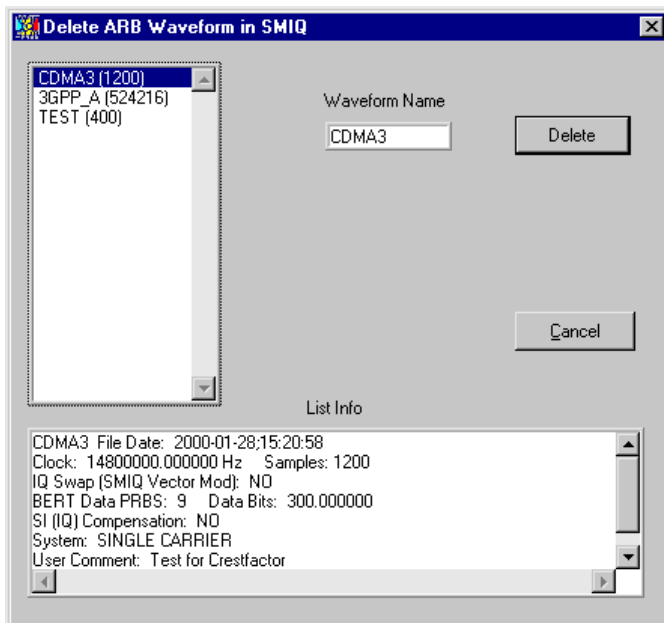 Delete ARB Waveform in SMIQ
CDMA3 (1200)
3GPP_A (524216)
TEST (400)
Waveform Name
CDMA3
Delete
Cancel
List Info
CDMA3  File Date:  2000-01-28;15:20:58
Clock:  14800000.000000 Hz    Samples: 1200
IQ Swap (SMIQ Vector Mod):  NO
BERT Data PRBS:  9    Data Bits:  300.000000
SI (IQ) Compensation:  NO
System:  SINGLE CARRIER
User Comment:  Test for Crestfactor